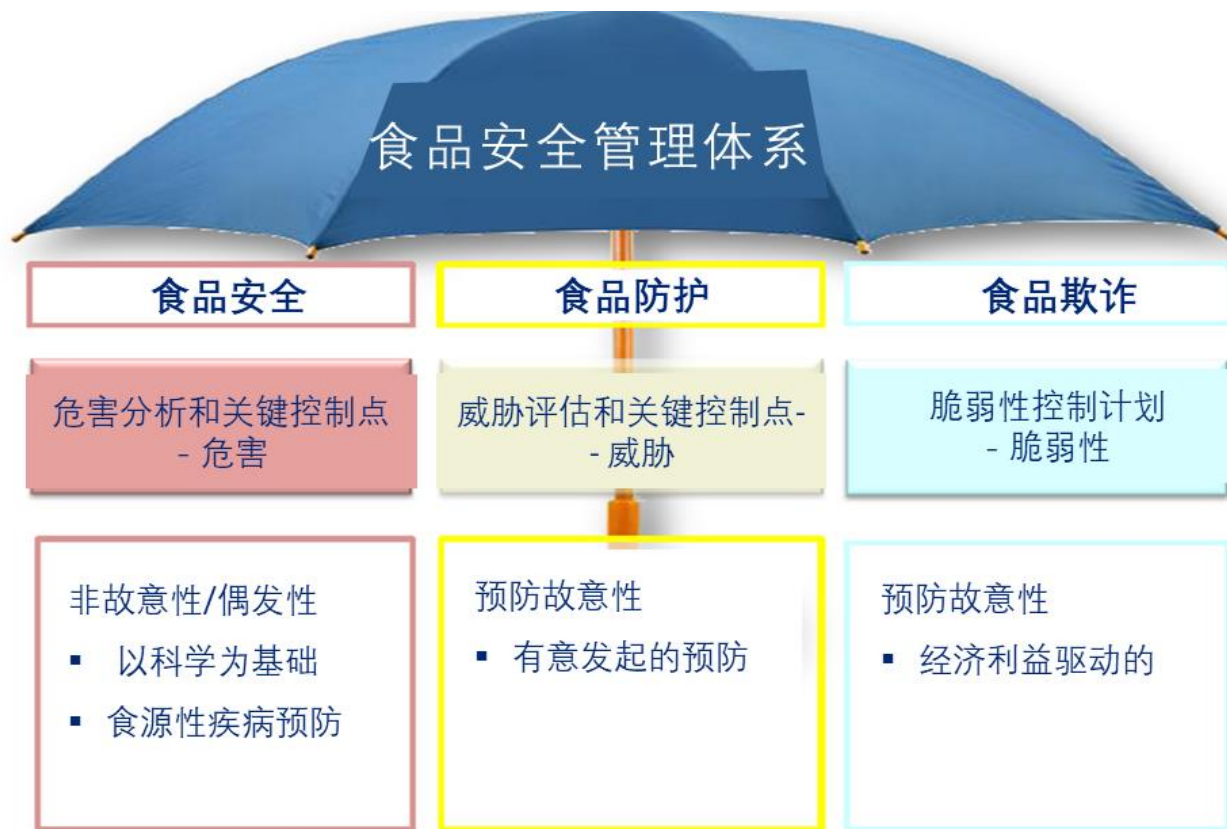 食品安全管理体系
食品安全
食品防护
食品欺诈
危害分析和关键控制点
- 危害
威胁评估和关键控制点-
- 威胁
脆弱性控制计划
- 脆弱性
非故意性/偶发性
▪ 以科学为基础
▪ 食源性疾病预防
预防故意性
▪ 有意发起的预防
预防故意性
▪ 经济利益驱动的